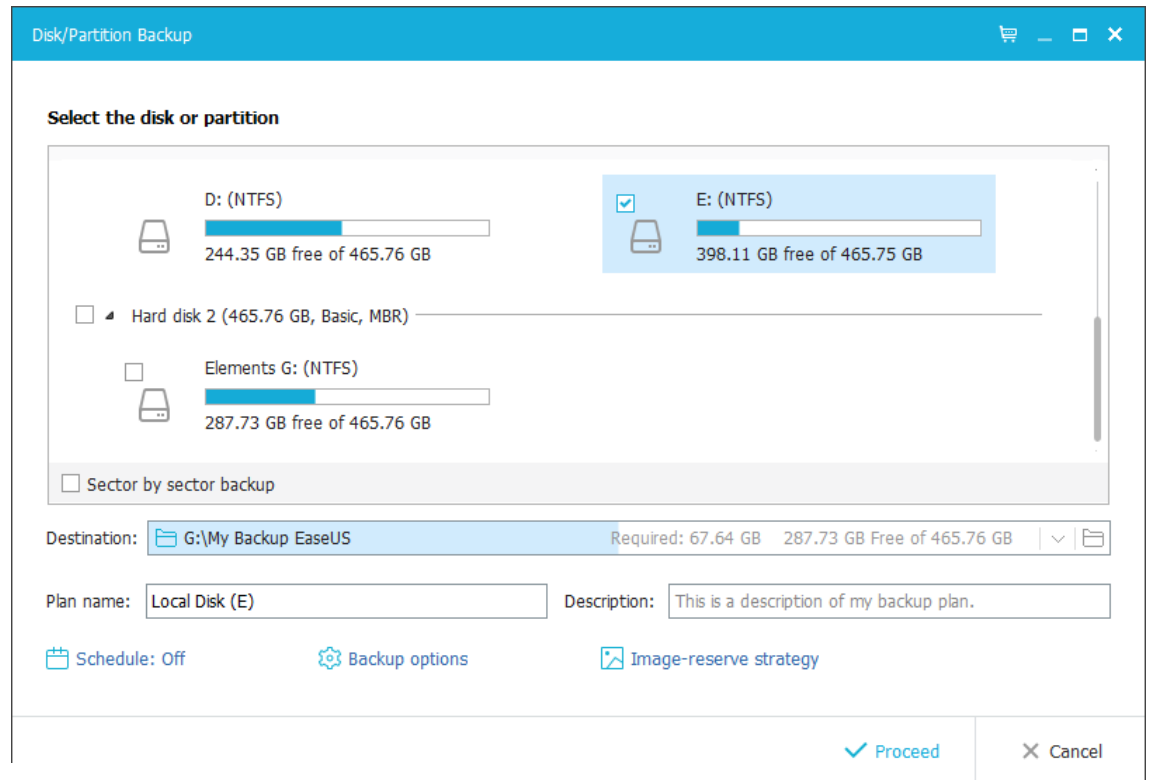 Disk/Partition Backup
Select the disk or partition
D: (NTFS)
244.35 GB free of 465.76 GB
E: (NTFS)
398.11 GB free of 465.75 GB
Hard disk 2 (465.76 GB, Basic, MBR)
Elements G: (NTFS)
287.73 GB free of 465.76 GB
Sector by sector backup
Destination: G:\My Backup EaseUS Required: 67.64 GB 287.73 GB Free of 465.76 GB
Plan name: Local Disk (E) Description: This is a description of my backup plan.
Schedule: Off Backup options Image-reserve strategy
Proceed Cancel